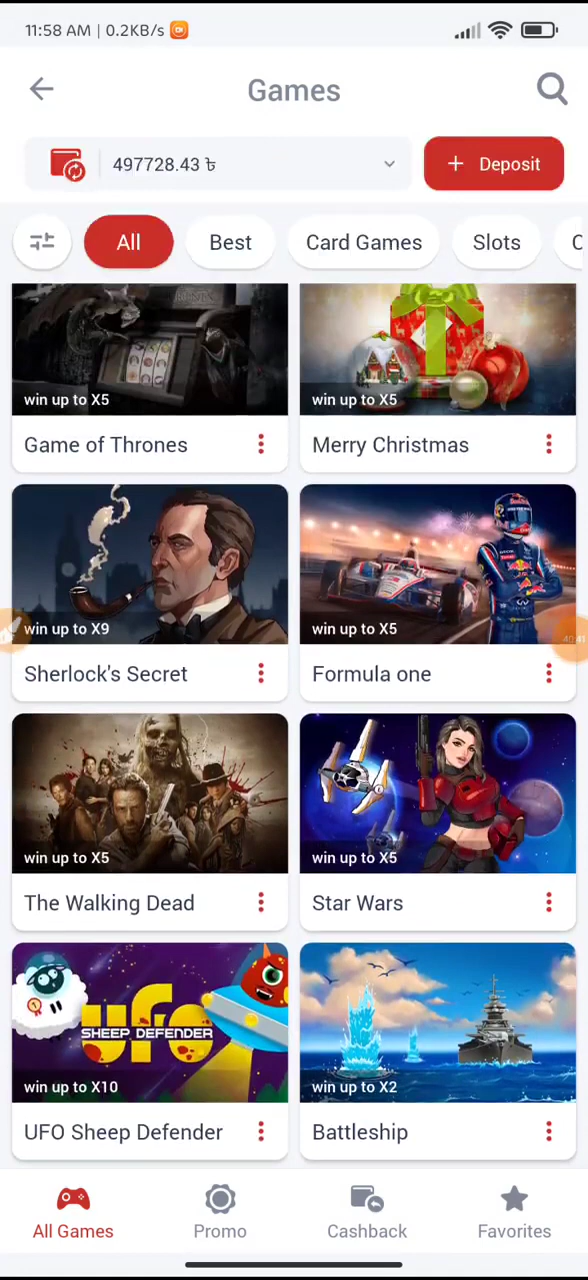 11:58 AM | 0.2KB/s
Games
497728.43 ৳
+ Deposit
All
Best
Card Games
Slots
win up to X5
win up to X5
Game of Thrones
Merry Christmas
win up to X9
win up to X5
40:41
Sherlock's Secret
Formula one
win up to X5
win up to X5
The Walking Dead
Star Wars
ufo
SHEEP DEFENDER
win up to X10
win up to X2
UFO Sheep Defender
Battleship
All Games
Promo
Cashback
Favorites